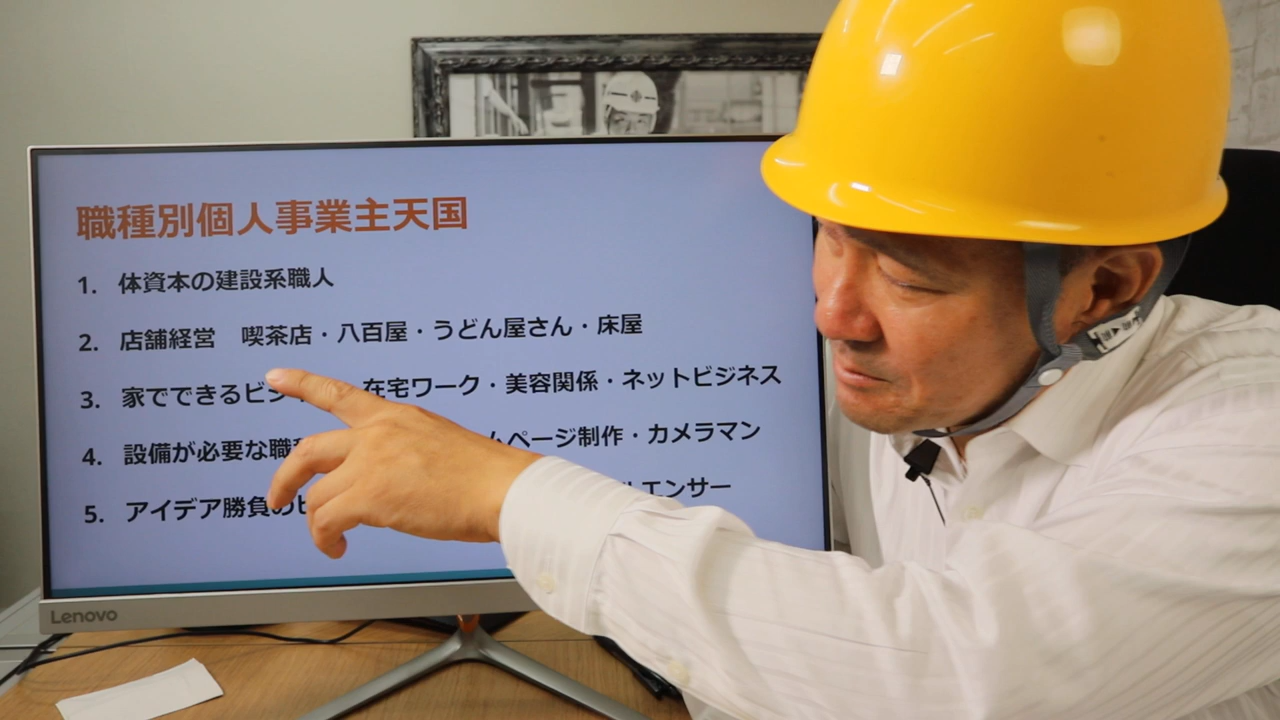 職種別個人事業主天国
1. 体資本の建設系職人
2. 店舗経営 喫茶店・八百屋・うどん屋さん・床屋
3. 家でできるビジ 在宅ワーク・美容関係・ネットビジネス
4. 設備が必要な職 ムページ制作・カメラマン
5. アイデア勝負の エンサー
Lenovo